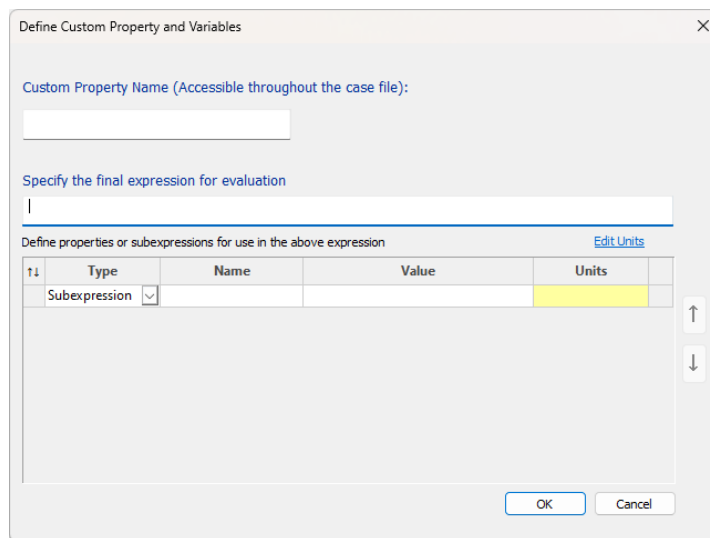 Define Custom Property and Variables
Custom Property Name (Accessible throughout the case file):
Specify the final expression for evaluation
Define properties or subexpressions for use in the above expression Edit Units
Type Name Value Units
Subexpression
OK Cancel